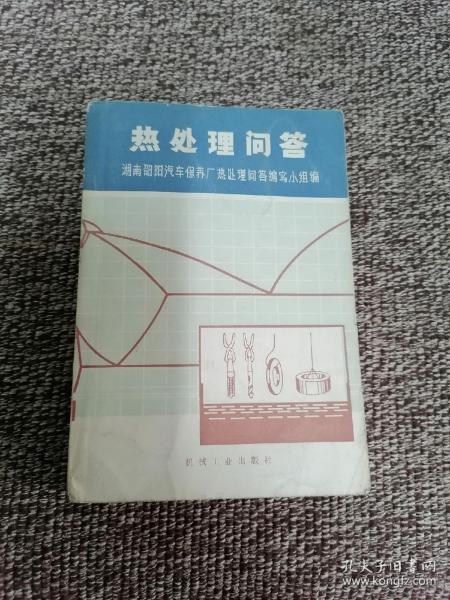 热处理问答
湖南邵阳汽车保养厂热处理问答编写小组编
机械工业出版社
孔夫子旧书网
www.kongfz.com